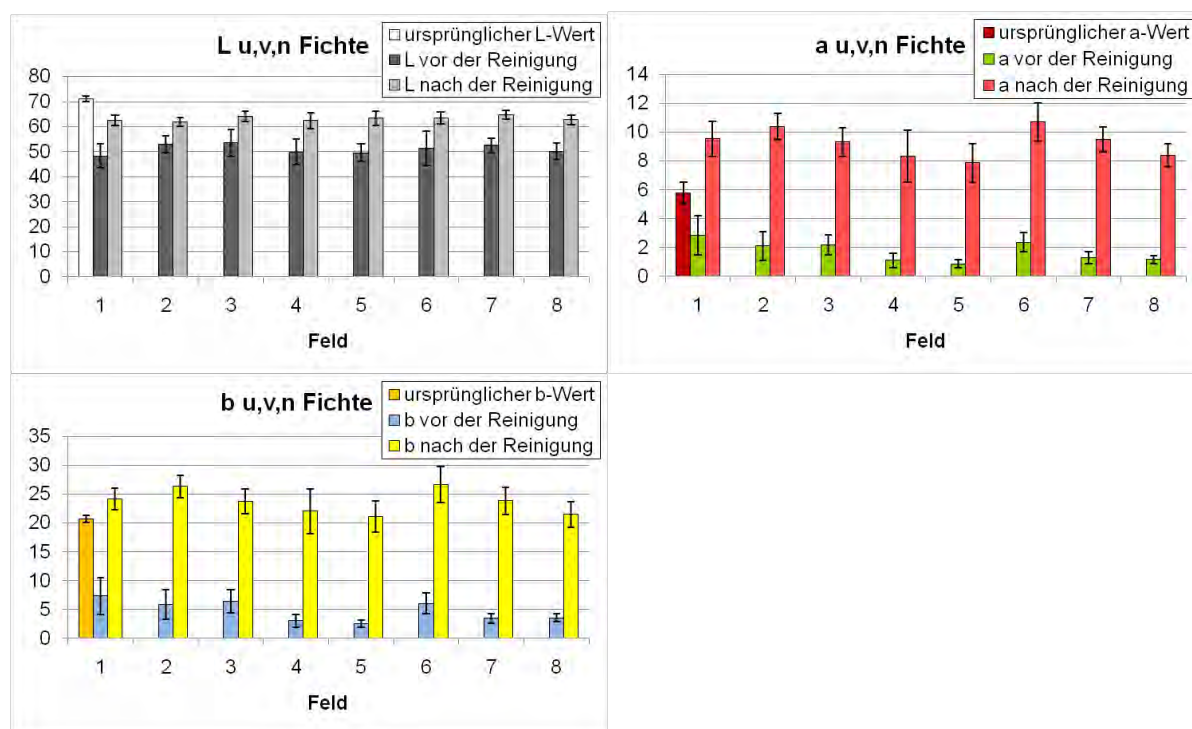 L u,v,n Fichte
ursprünglicher L-Wert
L vor der Reinigung
L nach der Reinigung
80
70
60
50
40
30
20
10
0
1 2 3 4 5 6 7 8
Feld
a u,v,n Fichte
ursprünglicher a-Wert
a vor der Reinigung
a nach der Reinigung
14
12
10
8
6
4
2
0
1 2 3 4 5 6 7 8
Feld
b u,v,n Fichte
ursprünglicher b-Wert
b vor der Reinigung
b nach der Reinigung
35
30
25
20
15
10
5
0
1 2 3 4 5 6 7 8
Feld